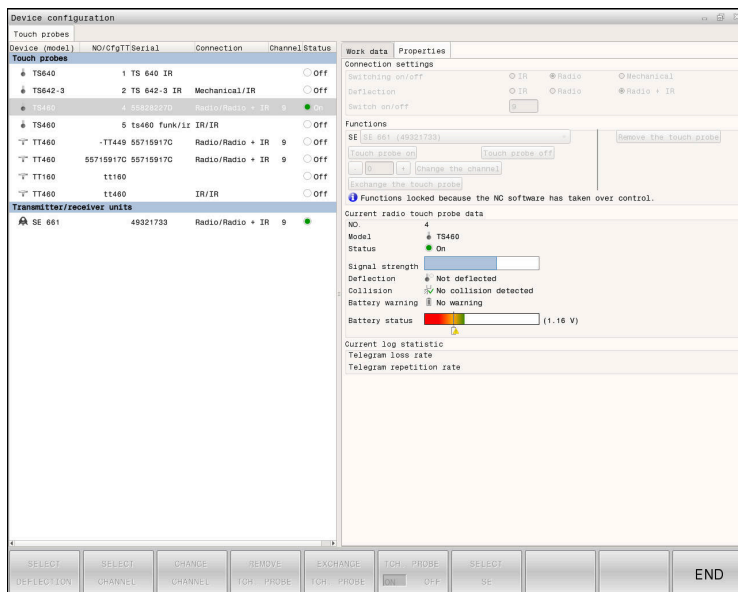 Device configuration
Touch probes
Device (model) NO/CfgTT Serial Connection Channel Status
Touch probes
TS640 1 TS 640 IR Off
TS642-3 2 TS 642-3 IR Mechanical/IR Off
TS460 4 55828227D Radio/Radio + IR 8 On
TS460 5 ts460 funk/ir IR/IR Off
TT460 -TT449 55715917C Radio/Radio + IR 9 Off
TT460 55715917C 55715917C Radio/Radio + IR 9 Off
TT160 tt160 Off
TT460 tt460 IR/IR Off
Transmitter/receiver units
SE 661 49321733 Radio/Radio + IR 9
Work data Properties
Connection settings
Switching on/off IR Radio Mechanical
Deflection IR Radio Radio + IR
Switch on/off
Functions
SE SE 661 (49321733) Remove the touch probe
Touch probe on Touch probe off
- 0 + Change the channel
Exchange the touch probe
Functions locked because the NC software has taken over control.
Current radio touch probe data
NO. 4
Model TS460
Status On
Signal strength
Deflection Not deflected
Collision No collision detected
Battery warning No warning
Battery status (1.16 V)
Current log statistic
Telegram loss rate
Telegram repetition rate
SELECT DEFLECTION
SELECT CHANNEL
CHANGE CHANNEL
REMOVE TCH. PROBE
EXCHANGE TCH. PROBE
TCH. PROBE ON OFF
SELECT SE
END